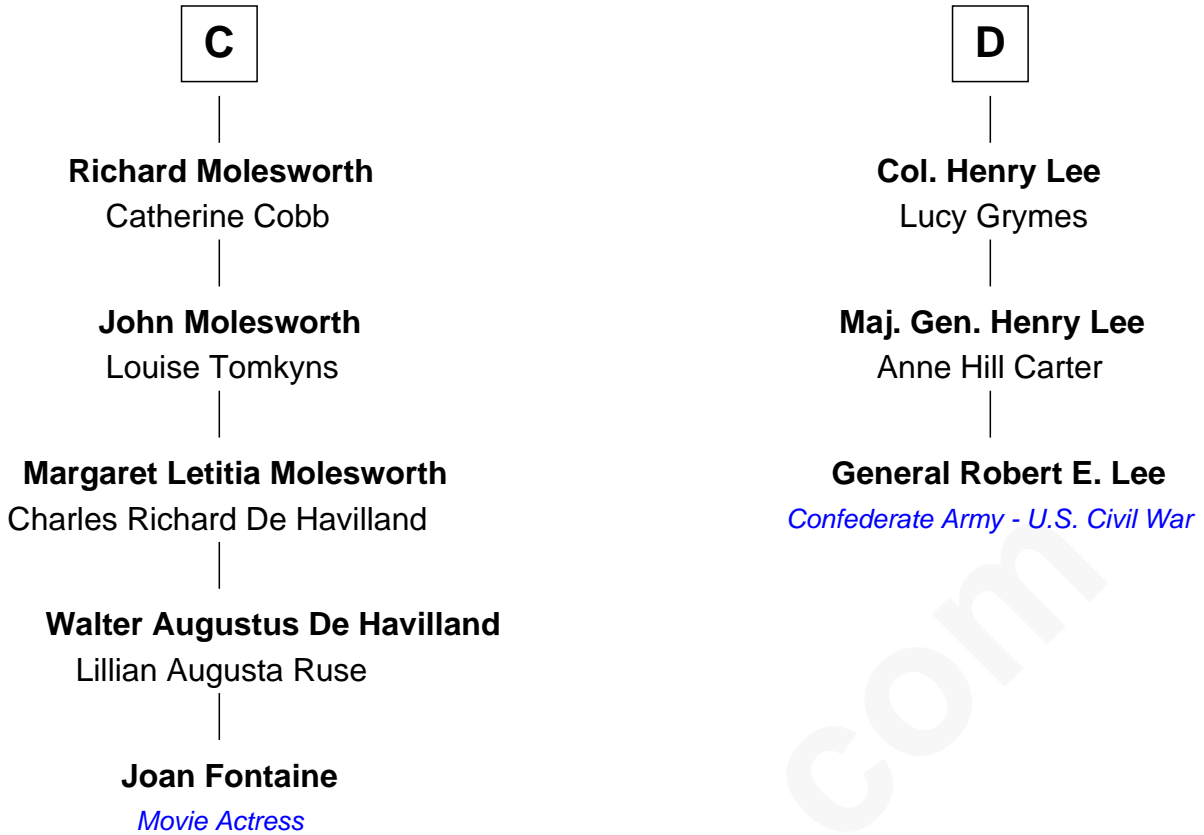 C
Richard Molesworth
Catherine Cobb
John Molesworth
Louise Tomkyns
Margaret Letitia Molesworth
Charles Richard De Havilland
Walter Augustus De Havilland
Lillian Augusta Ruse
Joan Fontaine
Movie Actress
D
Col. Henry Lee
Lucy Grymes
Maj. Gen. Henry Lee
Anne Hill Carter
General Robert E. Lee
Confederate Army - U.S. Civil War
com